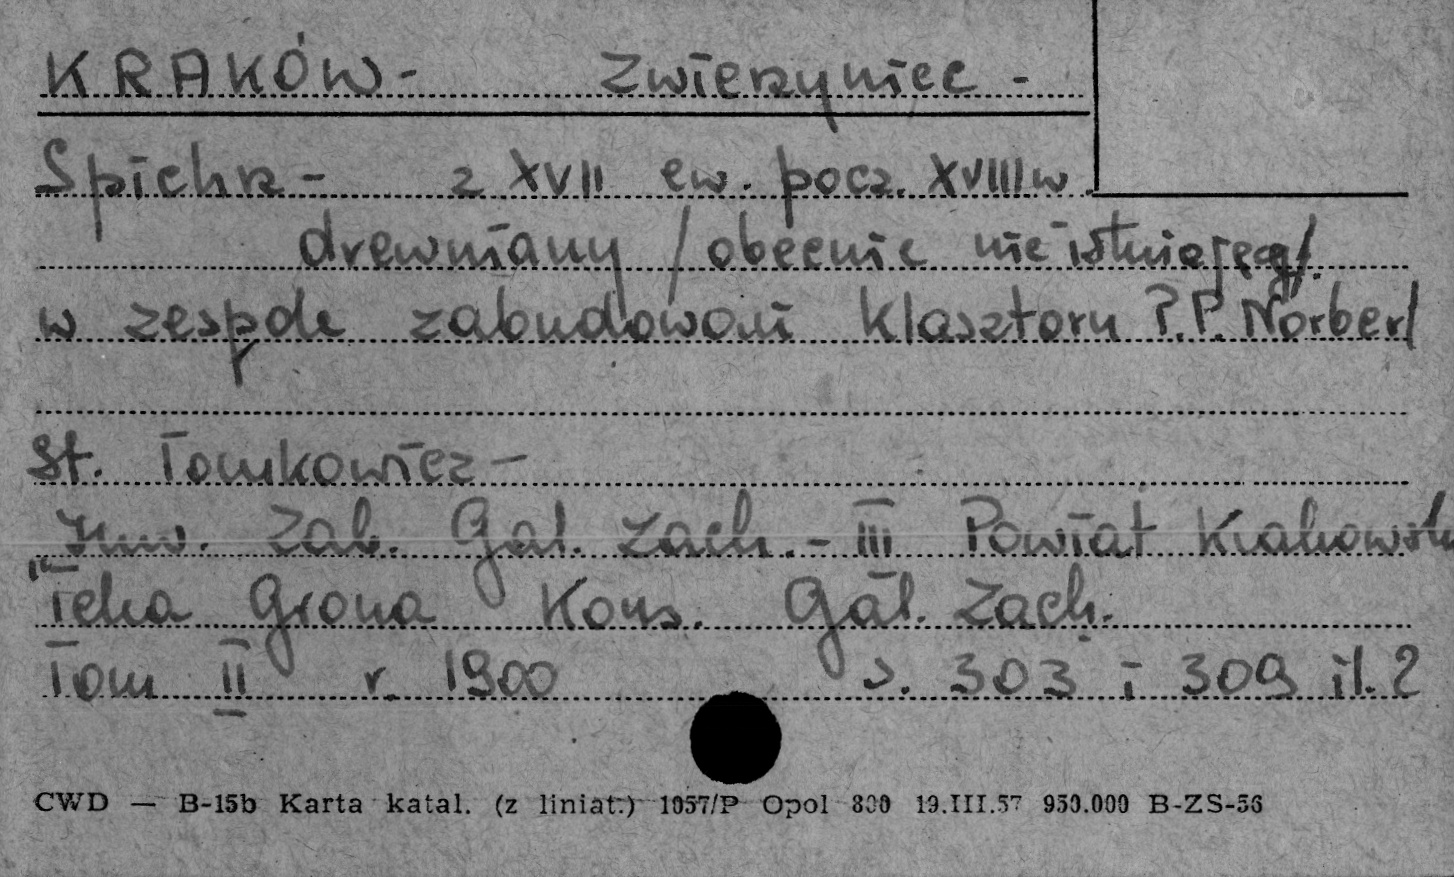 KRAKÓW - Zwierzyniec -
Spichrz - z XVII ew. pocz. XVIII w.
drewniany /obecnie nie istniejący/.
w zespole zabudowań klasztoru P.P. Norbert
St. Tomkowicz -
Inw. Zab. Gal. Zach. - III Powiat Krakowski
Teka Grona Kons. Gal. Zach.
Tom II r. 1900 s. 303 i 309 il. 2
CWD — B-15b Karta katal. (z liniat.) 1057/P Opol 800 19.III.57 950.000 B-ZS-56